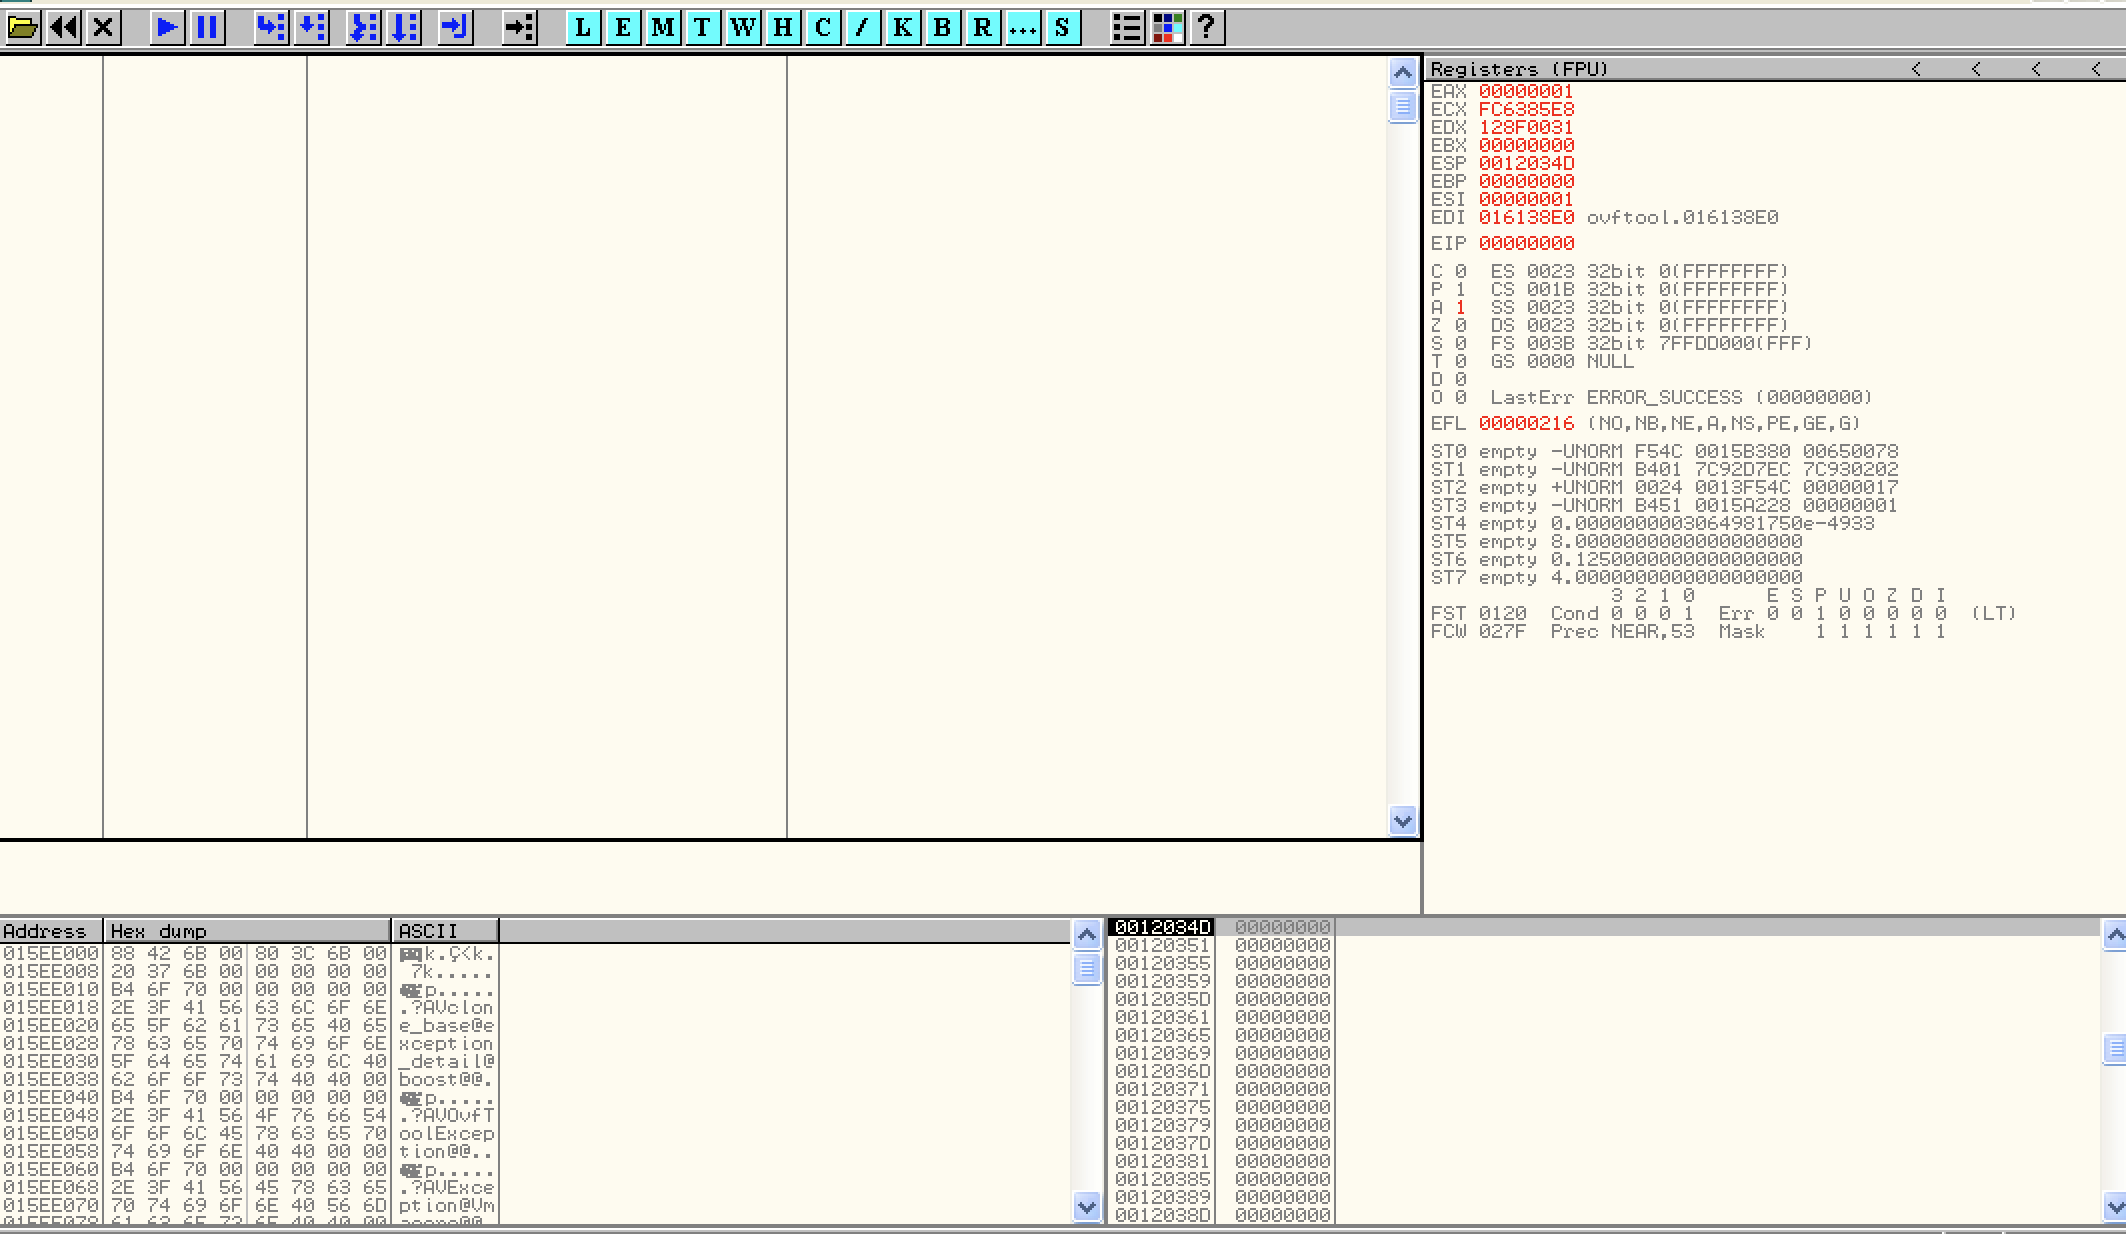 L E M T W H C / K B R ... S ?
Registers (FPU) < < < <
EAX 00000001
ECX FC6385E8
EDX 128F0031
EBX 00000000
ESP 0012034D
EBP 00000000
ESI 00000001
EDI 016138E0 ovftool.016138E0
EIP 00000000
C 0 ES 0023 32bit 0(FFFFFFFF)
P 1 CS 001B 32bit 0(FFFFFFFF)
A 1 SS 0023 32bit 0(FFFFFFFF)
Z 0 DS 0023 32bit 0(FFFFFFFF)
S 0 FS 003B 32bit 7FFDD000(FFF)
T 0 GS 0000 NULL
D 0
O 0 LastErr ERROR_SUCCESS (00000000)
EFL 00000216 (NO,NB,NE,A,NS,PE,GE,G)
ST0 empty -UNORM F54C 0015B380 00650078
ST1 empty -UNORM B401 7C92D7EC 7C930202
ST2 empty +UNORM 0024 0013F54C 00000017
ST3 empty -UNORM B451 0015A228 00000001
ST4 empty 0.0000000003064981750e-4933
ST5 empty 8.0000000000000000000
ST6 empty 0.1250000000000000000
ST7 empty 4.0000000000000000000
3 2 1 0 E S P U O Z D I
FST 0120 Cond 0 0 0 1 Err 0 0 1 0 0 0 0 0 (LT)
FCW 027F Prec NEAR,53 Mask 1 1 1 1 1 1
Address Hex dump ASCII
015EE000 88 42 6B 00 80 3C 6B 00 k.Ç<k.
015EE008 20 37 6B 00 00 00 00 00 7k.....
015EE010 B4 6F 70 00 00 00 00 00 p.....
015EE018 2E 3F 41 56 63 6C 6F 6E .?AVclon
015EE020 65 5F 62 61 73 65 40 65 e_base@e
015EE028 78 63 65 70 74 69 6F 6E xception
015EE030 5F 64 65 74 61 69 6C 40 _detail@
015EE038 62 6F 6F 73 74 40 40 00 boost@@.
015EE040 B4 6F 70 00 00 00 00 00 p.....
015EE048 2E 3F 41 56 4F 76 66 54 .?AVOvfT
015EE050 6F 6F 6C 45 78 63 65 70 oolExcep
015EE058 74 69 6F 6E 40 40 00 00 tion@@..
015EE060 B4 6F 70 00 00 00 00 00 p.....
015EE068 2E 3F 41 56 45 78 63 65 .?AVExce
015EE070 70 74 69 6F 6E 40 56 6D ption@Vm
0012034D 00000000
00120351 00000000
00120355 00000000
00120359 00000000
0012035D 00000000
00120361 00000000
00120365 00000000
00120369 00000000
0012036D 00000000
00120371 00000000
00120375 00000000
00120379 00000000
0012037D 00000000
00120381 00000000
00120385 00000000
00120389 00000000
0012038D 00000000